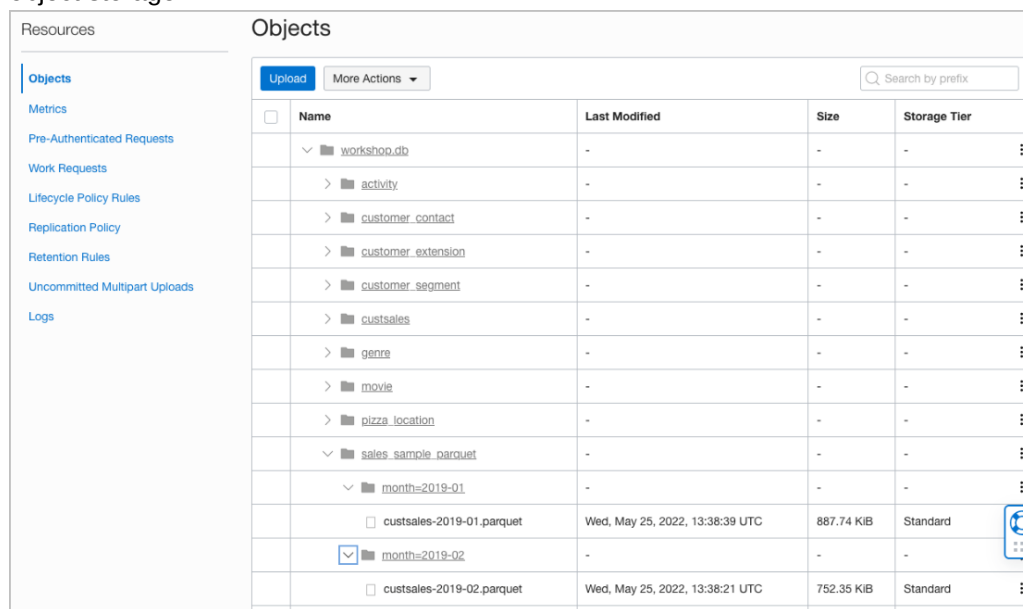 Resources
Objects
Metrics
Pre-Authenticated Requests
Work Requests
Lifecycle Policy Rules
Replication Policy
Retention Rules
Uncommitted Multipart Uploads
Logs
Objects
Upload More Actions Search by prefix
Name Last Modified Size Storage Tier
workshop.db - - -
activity - - -
customer_contact - - -
customer_extension - - -
customer_segment - - -
custsales - - -
genre - - -
movie - - -
pizza_location - - -
sales_sample_parquet - - -
month=2019-01 - - -
custsales-2019-01.parquet Wed, May 25, 2022, 13:38:39 UTC 887.74 KiB Standard
month=2019-02 - - -
custsales-2019-02.parquet Wed, May 25, 2022, 13:38:21 UTC 752.35 KiB Standard